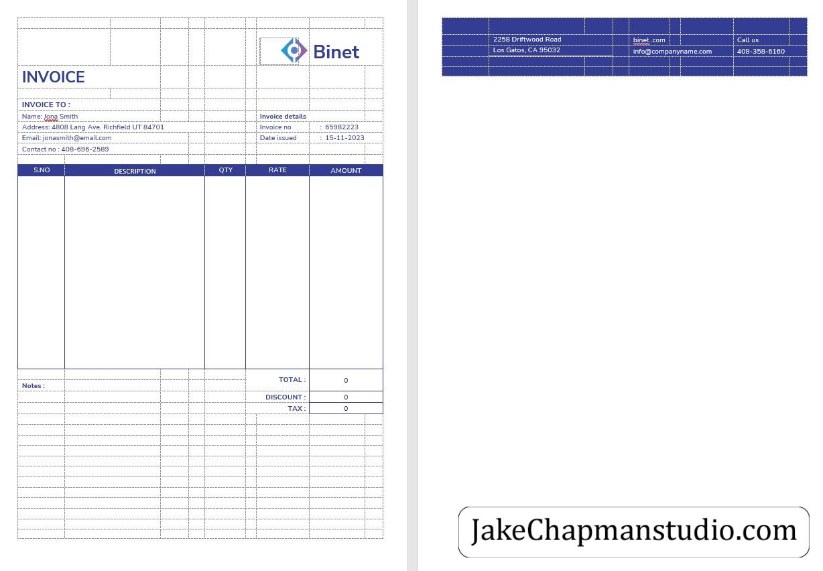 Binet
INVOICE
INVOICE TO :
Name: Jona Smith
Address: 4808 Lang Ave, Richfield UT 84701
Email: jonasmith@email.com
Contact no : 408-696-2589
Invoice details
Invoice no : 65982223
Date issued : 15-11-2023
S.NO DESCRIPTION QTY RATE AMOUNT
TOTAL : 0
Notes :
DISCOUNT : 0
TAX : 0
2258 Driftwood Road
Los Gatos, CA 95032
binet .com
info@companyname.com
Call us
408-358-6160
JakeChapmanstudio.com